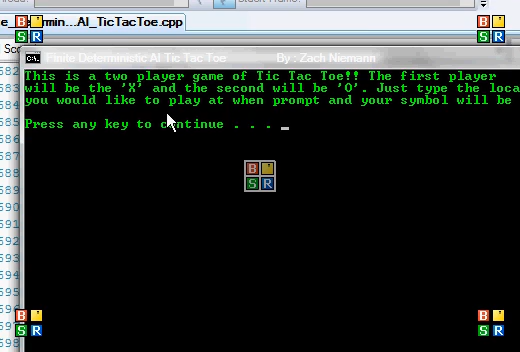 e_...ermin...AI_TicTacToe.cpp
Finite Deterministic AI Tic Tac Toe By : Zach Niemann
This is a two player game of Tic Tac Toe!! The first player
will be the 'X' and the second will be 'O'. Just type the loca
you would like to play at when prompt and your symbol will be
Press any key to continue . . . _
B
S R
B
S R
B
S R
B
S R
B
S R